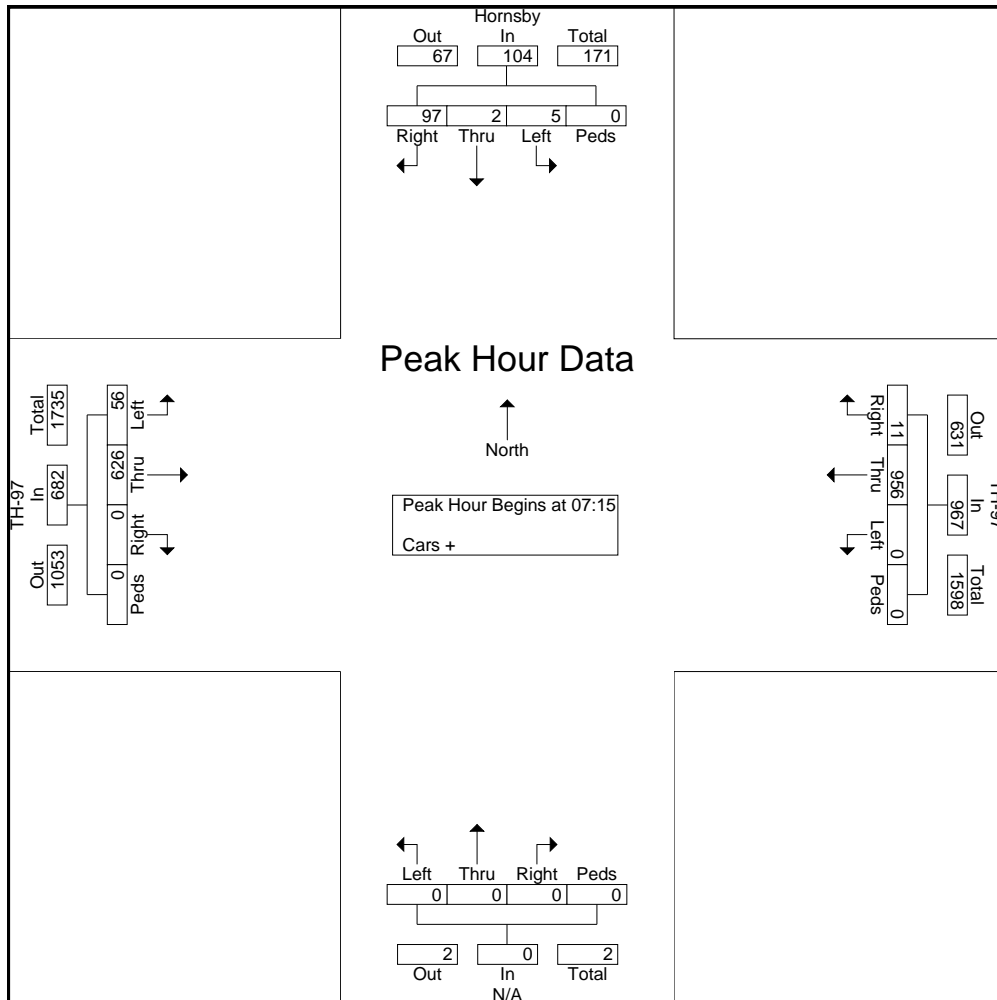 Hornsby
Out In Total
67 104 171
97 2 5 0
Right Thru Left Peds
Peak Hour Data
North
Peak Hour Begins at 07:15
Cars +
TH-97
Total In Out
1735 682 1053
56 626 0 0
Left Thru Right Peds
Right Thru Left Peds
11 956 0 0
Out In Total
631 967 1598
TH-97
Left Thru Right Peds
0 0 0 0
2 0 2
Out In Total
N/A